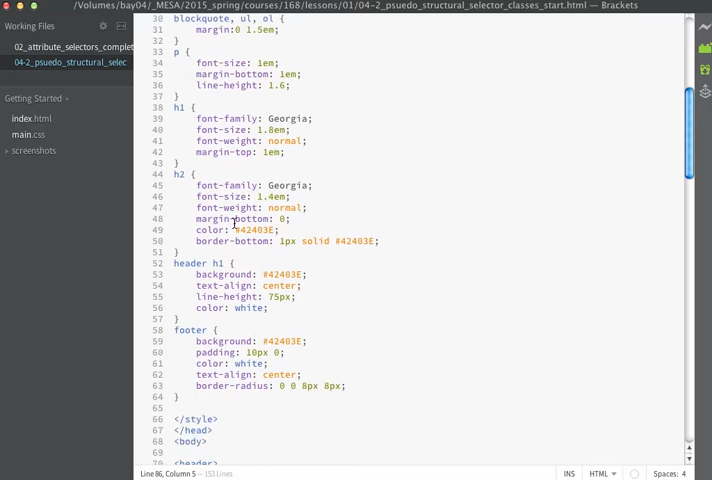 /Volumes/bay04/_MESA/2015_spring/courses/168/lessons/01/04-2_psuedo_structural_selector_classes_start.html — Brackets
Working Files
02_attribute_selectors_complet
04-2_psuedo_structural_selec
Getting Started
index.html
main.css
screenshots
30 blockquote, ul, ol {
31 margin:0 1.5em;
32 }
33 p {
34 font-size: 1em;
35 margin-bottom: 1em;
36 line-height: 1.6;
37 }
38 h1 {
39 font-family: Georgia;
40 font-size: 1.8em;
41 font-weight: normal;
42 margin-top: 1em;
43 }
44 h2 {
45 font-family: Georgia;
46 font-size: 1.4em;
47 font-weight: normal;
48 margin-bottom: 0;
49 color: #42403E;
50 border-bottom: 1px solid #42403E;
51 }
52 header h1 {
53 background: #42403E;
54 text-align: center;
55 line-height: 75px;
56 color: white;
57 }
58 footer {
59 background: #42403E;
60 padding: 10px 0;
61 color: white;
62 text-align: center;
63 border-radius: 0 0 8px 8px;
64 }
65
66 </style>
67 </head>
68 <body>
69
70 <header>
Line 86, Column 5 — 153 Lines
INS HTML Spaces: 4